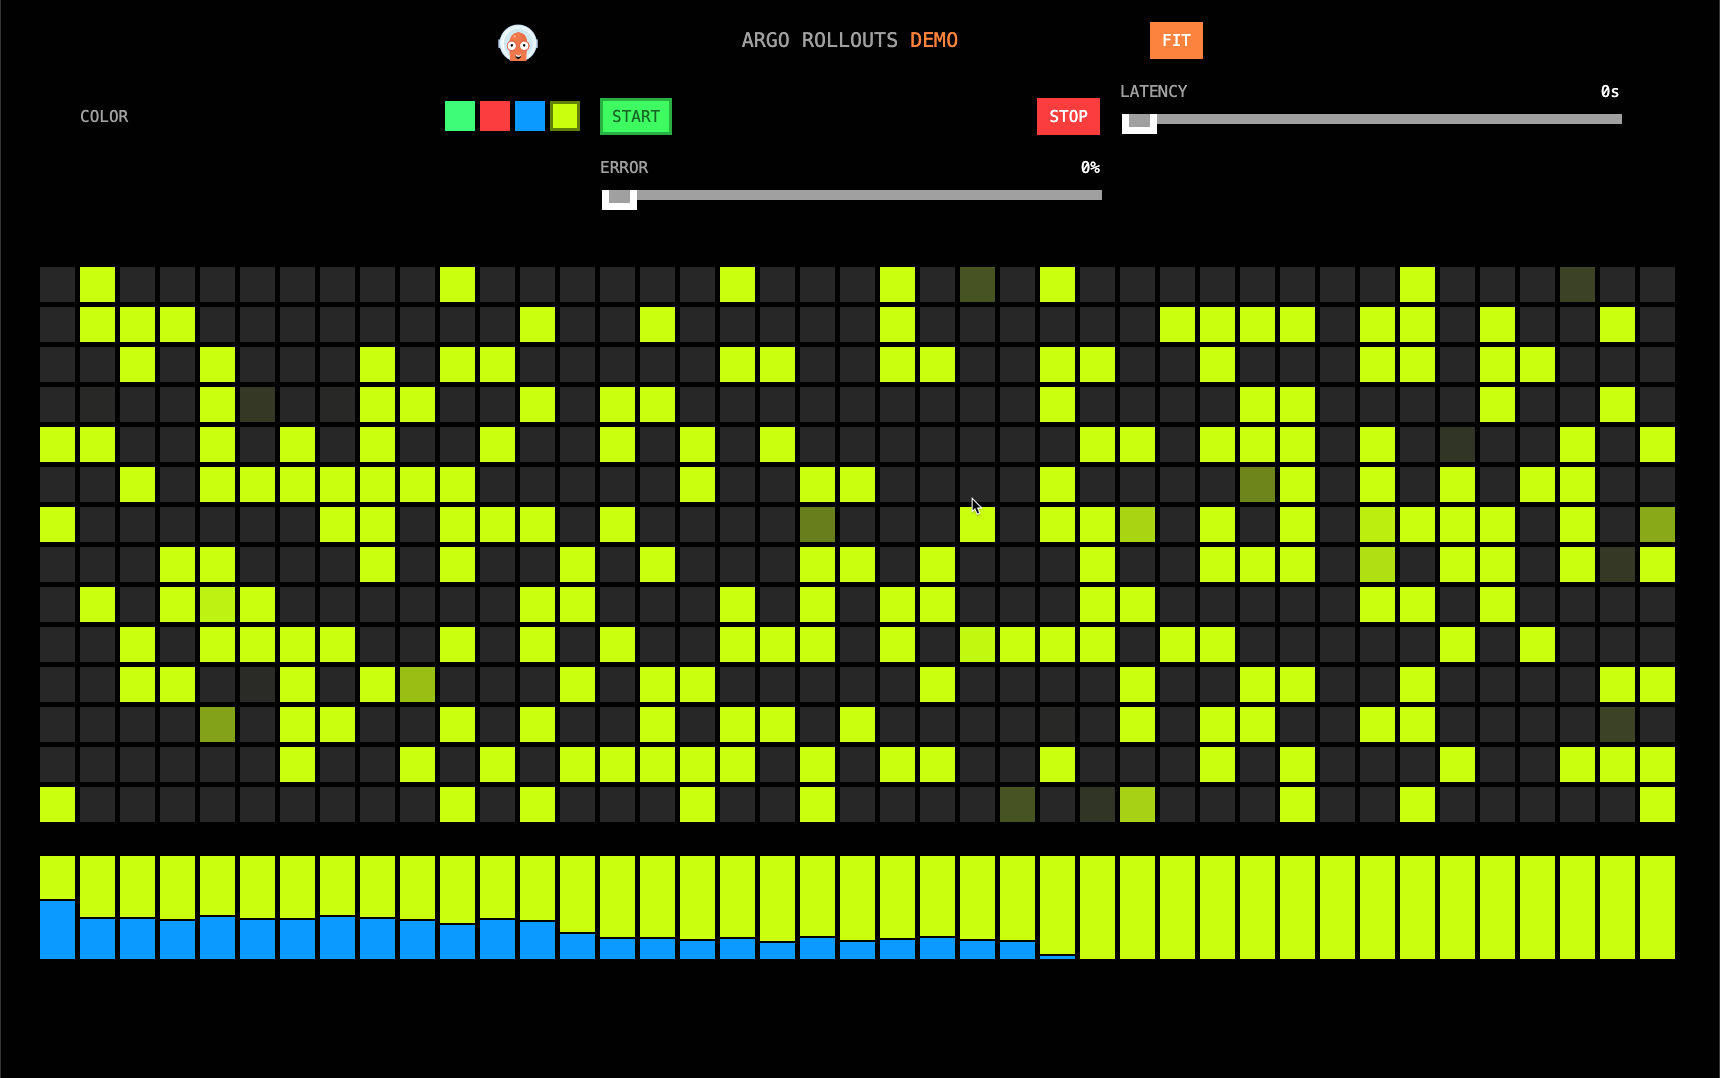 ARGO ROLLOUTS DEMO
FIT
COLOR
START
STOP
LATENCY 0s
ERROR 0%